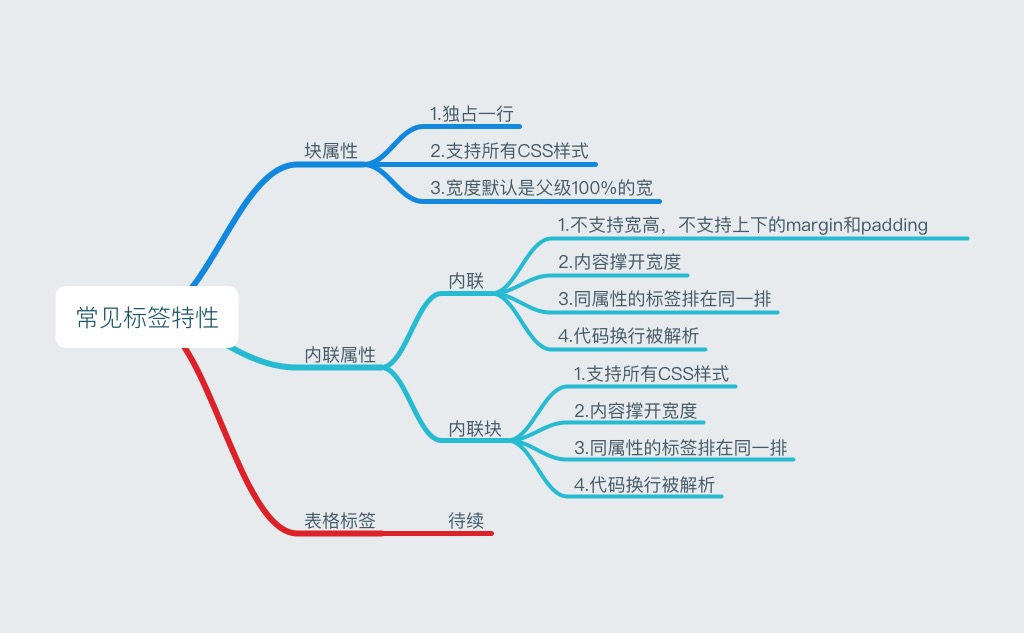 常见标签特性
块属性
1.独占一行
2.支持所有CSS样式
3.宽度默认是父级100%的宽
内联属性
内联
1.不支持宽高，不支持上下的margin和padding
2.内容撑开宽度
3.同属性的标签排在同一排
4.代码换行被解析
内联块
1.支持所有CSS样式
2.内容撑开宽度
3.同属性的标签排在同一排
4.代码换行被解析
表格标签
待续